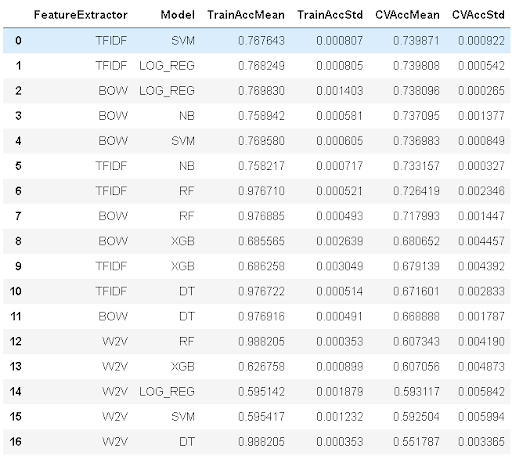 FeatureExtractor Model TrainAccMean TrainAccStd CVAccMean CVAccStd
0 TFIDF SVM 0.767643 0.000807 0.739871 0.000922
1 TFIDF LOG_REG 0.768249 0.000805 0.739808 0.000542
2 BOW LOG_REG 0.769830 0.001403 0.738096 0.000265
3 BOW NB 0.758942 0.000581 0.737095 0.001377
4 BOW SVM 0.769580 0.000605 0.736983 0.000849
5 TFIDF NB 0.758217 0.000717 0.733157 0.000327
6 TFIDF RF 0.976710 0.000521 0.726419 0.002346
7 BOW RF 0.976885 0.000493 0.717993 0.001447
8 BOW XGB 0.685565 0.002639 0.680652 0.004457
9 TFIDF XGB 0.686258 0.003049 0.679139 0.004392
10 TFIDF DT 0.976722 0.000514 0.671601 0.002833
11 BOW DT 0.976916 0.000491 0.668888 0.001787
12 W2V RF 0.988205 0.000353 0.607343 0.004190
13 W2V XGB 0.626758 0.000899 0.607056 0.004873
14 W2V LOG_REG 0.595142 0.001879 0.593117 0.005842
15 W2V SVM 0.595417 0.001232 0.592504 0.005994
16 W2V DT 0.988205 0.000353 0.551787 0.003365